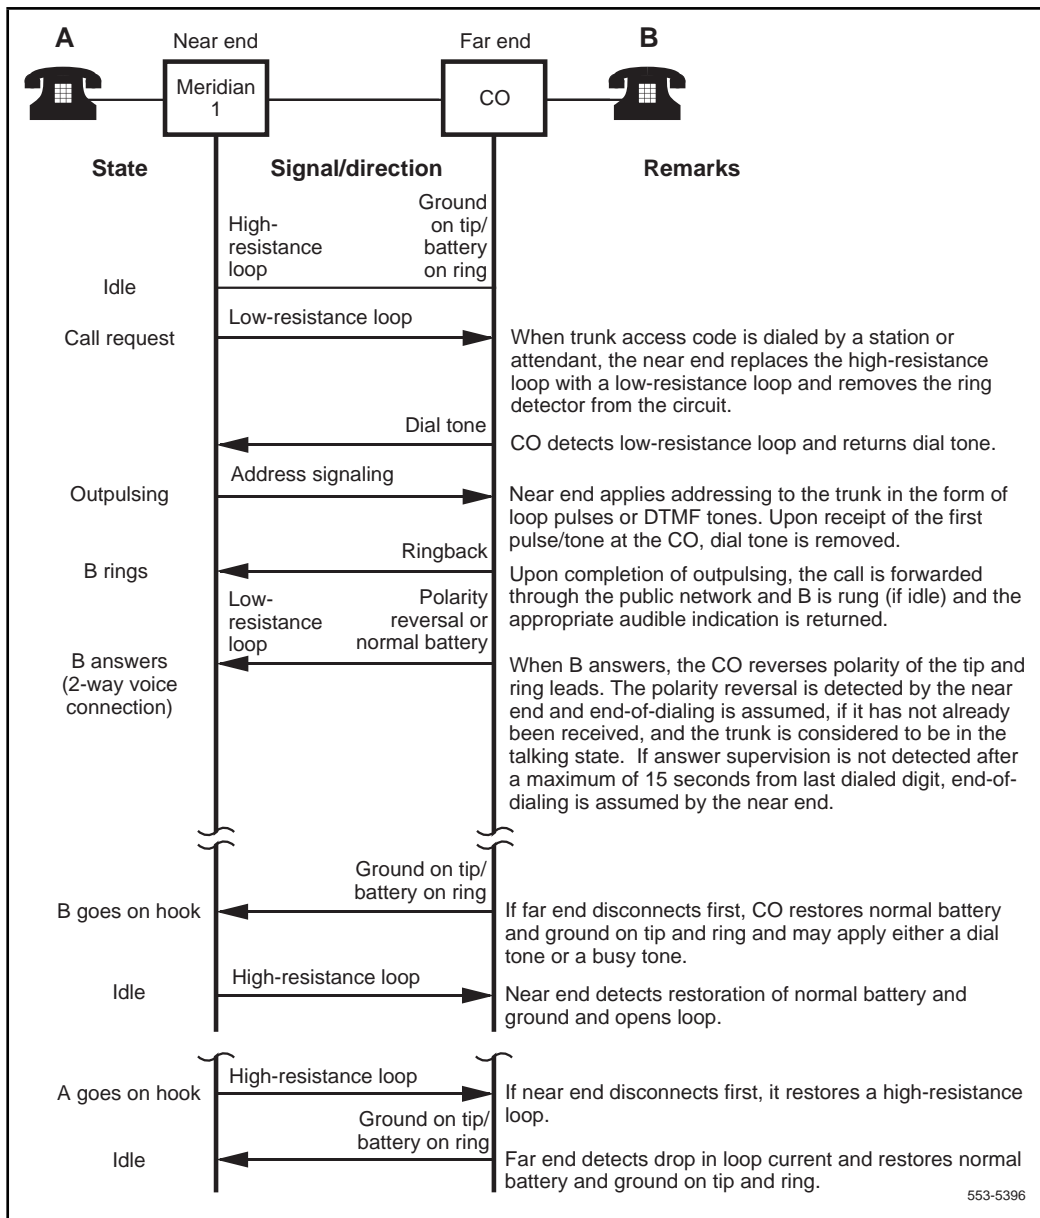 A
Near end
Far end
B
Meridian
1
CO
State
Signal/direction
Remarks
High-
resistance
loop
Ground
on tip/
battery
on ring
Idle
Call request
Low-resistance loop
When trunk access code is dialed by a station or
attendant, the near end replaces the high-resistance
loop with a low-resistance loop and removes the ring
detector from the circuit.
Dial tone
CO detects low-resistance loop and returns dial tone.
Outpulsing
Address signaling
Near end applies addressing to the trunk in the form of
loop pulses or DTMF tones. Upon receipt of the first
pulse/tone at the CO, dial tone is removed.
B rings
Ringback
Upon completion of outpulsing, the call is forwarded
through the public network and B is rung (if idle) and the
appropriate audible indication is returned.
Low-
resistance
loop
Polarity
reversal or
normal battery
B answers
(2-way voice
connection)
When B answers, the CO reverses polarity of the tip and
ring leads. The polarity reversal is detected by the near
end and end-of-dialing is assumed, if it has not already
been received, and the trunk is considered to be in the
talking state.  If answer supervision is not detected after
a maximum of 15 seconds from last dialed digit, end-of-
dialing is assumed by the near end.
Ground on tip/
battery on ring
B goes on hook
If far end disconnects first, CO restores normal battery
and ground on tip and ring and may apply either a dial
tone or a busy tone.
Idle
High-resistance loop
Near end detects restoration of normal battery and
ground and opens loop.
A goes on hook
High-resistance loop
If near end disconnects first, it restores a high-resistance
loop.
Ground on tip/
battery on ring
Idle
Far end detects drop in loop current and restores normal
battery and ground on tip and ring.
553-5396